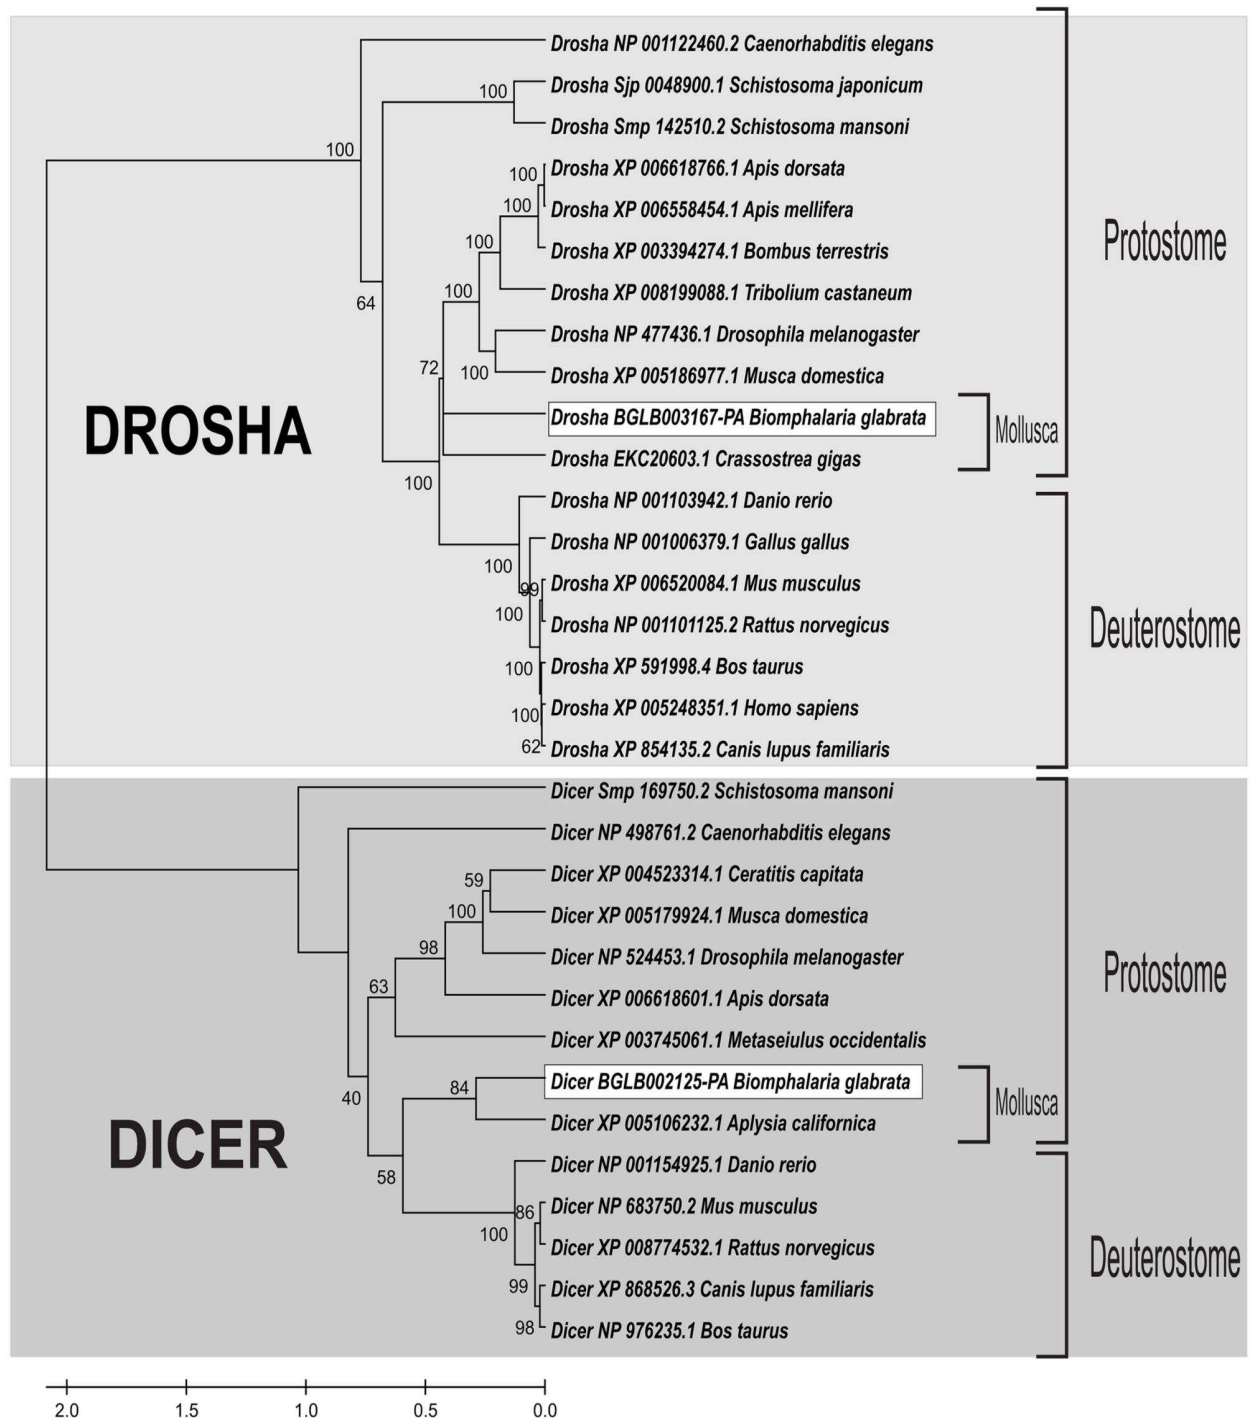 Drosha NP 001122460.2 Caenorhabditis elegans
100
Drosha Sjp 0048900.1 Schistosoma japonicum
Drosha Smp 142510.2 Schistosoma mansoni
100
100
Drosha XP 006618766.1 Apis dorsata
100
Drosha XP 006558454.1 Apis mellifera
100
Drosha XP 003394274.1 Bombus terrestris
Protostome
100
Drosha XP 008199088.1 Tribolium castaneum
64
Drosha NP 477436.1 Drosophila melanogaster
72
100
Drosha XP 005186977.1 Musca domestica
DROSHA
Drosha BGLB003167-PA Biomphalaria glabrata
Mollusca
Drosha EKC20603.1 Crassostrea gigas
100
Drosha NP 001103942.1 Danio rerio
Drosha NP 001006379.1 Gallus gallus
100
99
Drosha XP 006520084.1 Mus musculus
100
Drosha NP 001101125.2 Rattus norvegicus
Deuterostome
100
Drosha XP 591998.4 Bos taurus
100
Drosha XP 005248351.1 Homo sapiens
62
Drosha XP 854135.2 Canis lupus familiaris
Dicer Smp 169750.2 Schistosoma mansoni
Dicer NP 498761.2 Caenorhabditis elegans
59
Dicer XP 004523314.1 Ceratitis capitata
100
Dicer XP 005179924.1 Musca domestica
98
Dicer NP 524453.1 Drosophila melanogaster
Protostome
63
Dicer XP 006618601.1 Apis dorsata
Dicer XP 003745061.1 Metaseiulus occidentalis
84
Dicer BGLB002125-PA Biomphalaria glabrata
40
Mollusca
Dicer XP 005106232.1 Aplysia californica
DICER
58
Dicer NP 001154925.1 Danio rerio
86
Dicer NP 683750.2 Mus musculus
100
Dicer XP 008774532.1 Rattus norvegicus
Deuterostome
99
Dicer XP 868526.3 Canis lupus familiaris
98
Dicer NP 976235.1 Bos taurus
2.0 1.5 1.0 0.5 0.0